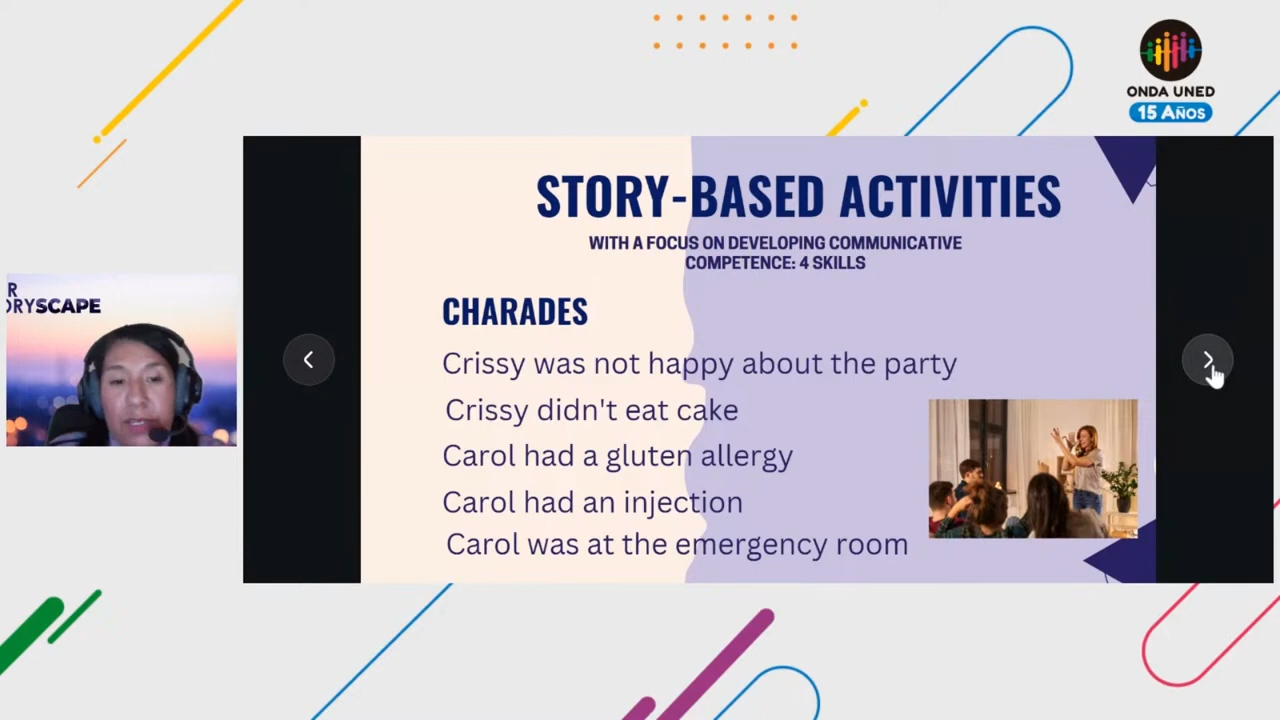 ONDA UNED
15 AÑOS
STORY-BASED ACTIVITIES
WITH A FOCUS ON DEVELOPING COMMUNICATIVE
COMPETENCE: 4 SKILLS
R
ORYSCAPE
CHARADES
Crissy was not happy about the party
Crissy didn't eat cake
Carol had a gluten allergy
Carol had an injection
Carol was at the emergency room